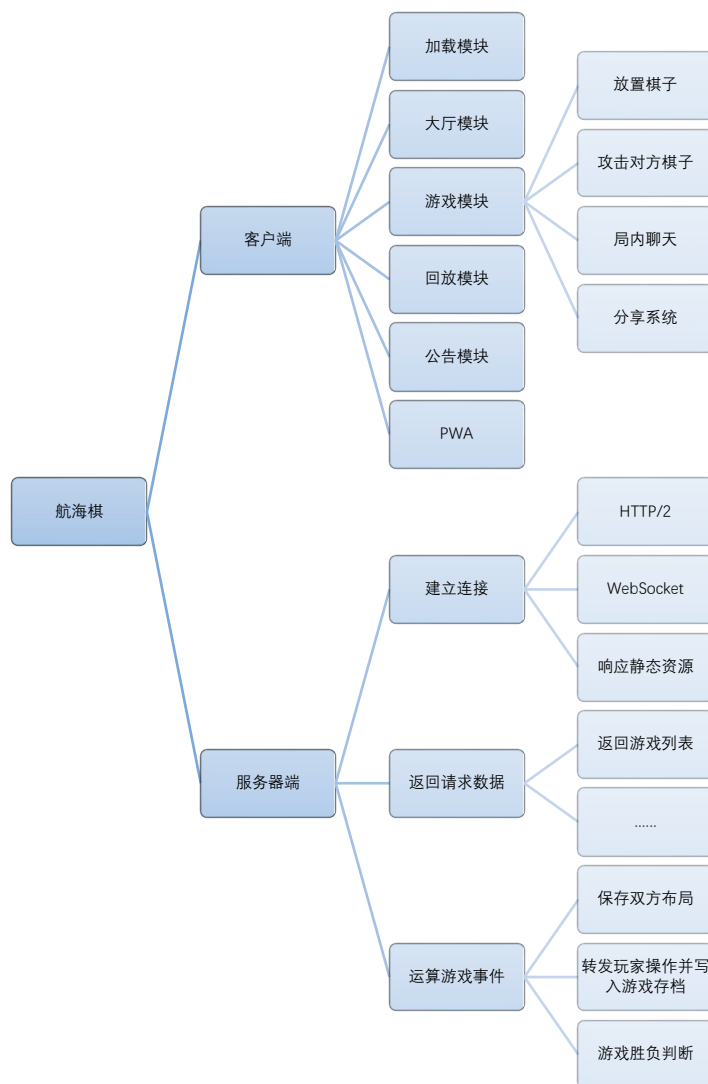 加载模块
放置棋子
大厅模块
攻击对方棋子
游戏模块
客户端
局内聊天
回放模块
分享系统
公告模块
PWA
航海棋
HTTP/2
建立连接
WebSocket
响应静态资源
返回游戏列表
服务器端
返回请求数据
......
保存双方布局
运算游戏事件
转发玩家操作并写
入游戏存档
游戏胜负判断